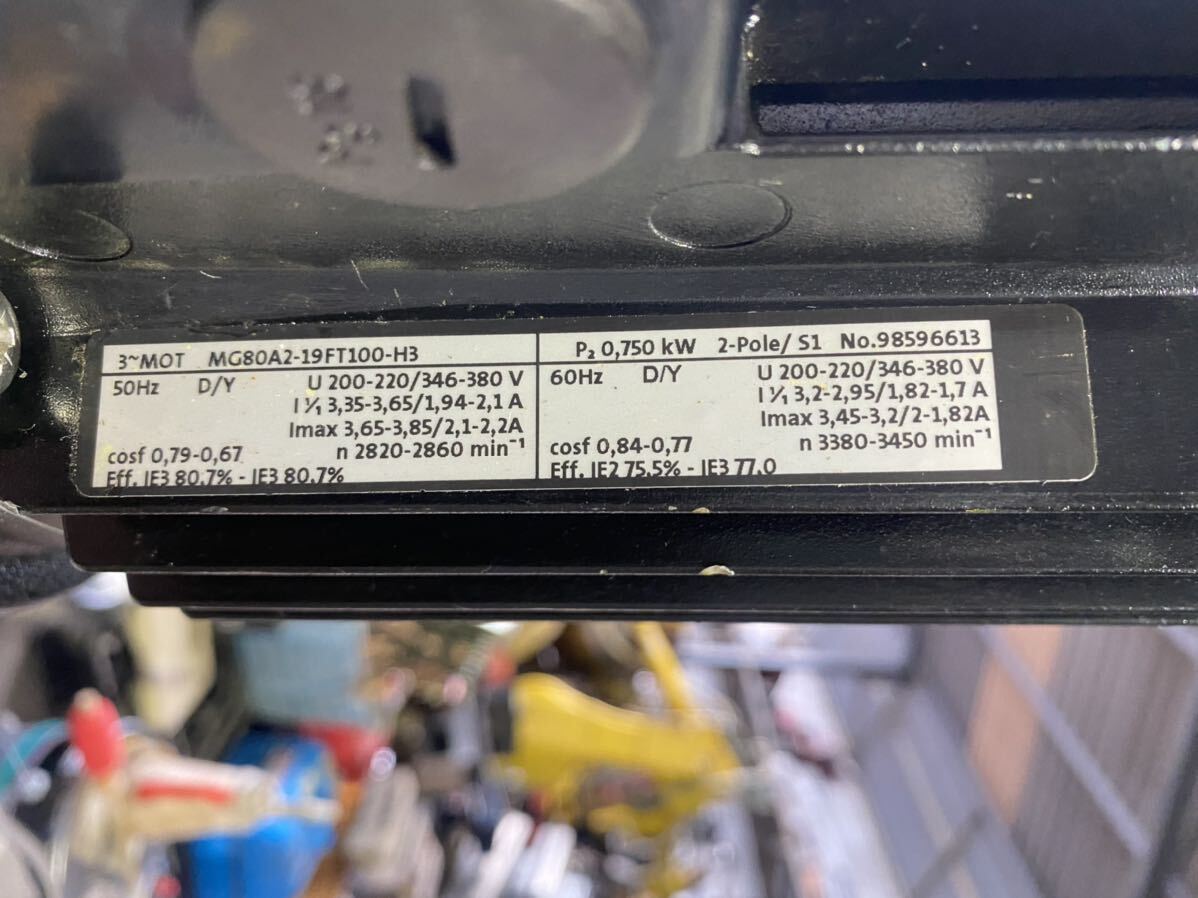 3~MOT MG80A2-19FT100-H3
P₂ 0,750 kW 2-Pole/ S1 No.98596613
50Hz D/Y U 200-220/346-380 V
I 1/1 3,35-3,65/1,94-2,1 A
Imax 3,65-3,85/2,1-2,2A
cosf 0,79-0,67 n 2820-2860 min⁻¹
Eff. IE3 80.7% - IE3 80.7%
60Hz D/Y U 200-220/346-380 V
I 1/1 3,2-2,95/1,82-1,7 A
Imax 3,45-3,2/2-1,82A
cosf 0,84-0,77 n 3380-3450 min⁻¹
Eff. IE2 75.5% - IE3 77.0